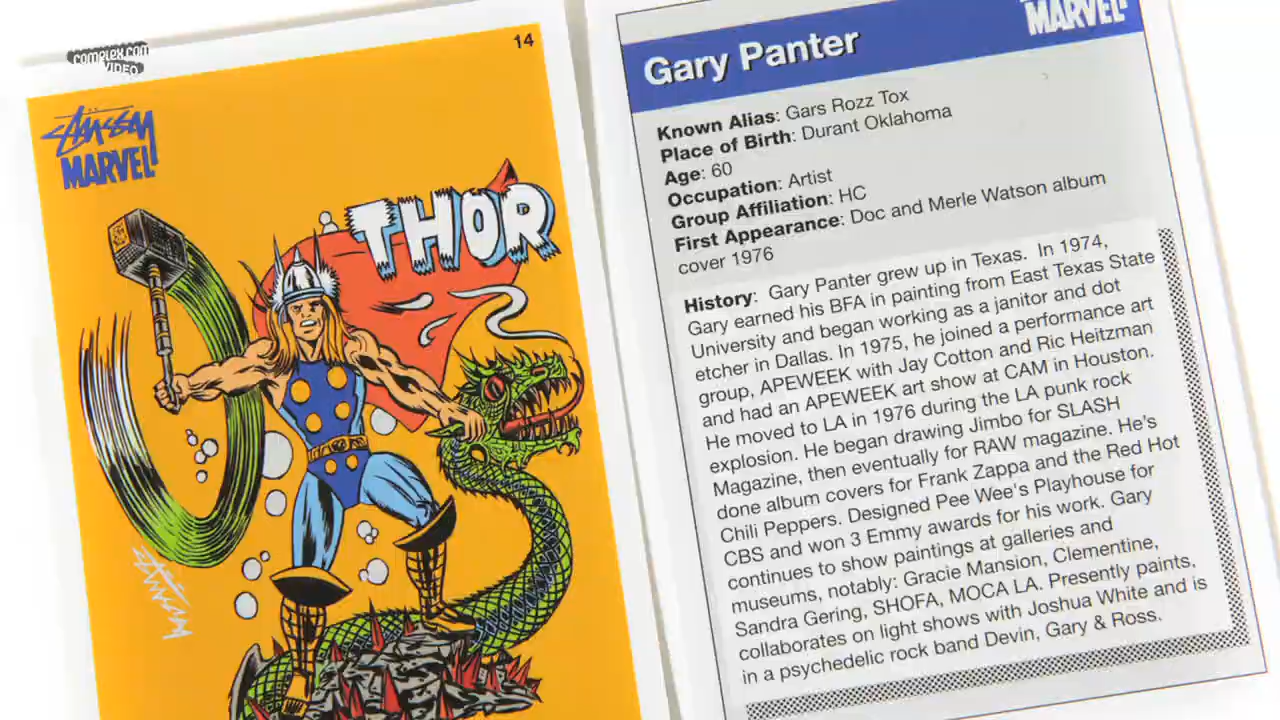 complex.com
VIDEO
14
STÜSSY
MARVEL
THOR
MARVEL
Gary Panter
Known Alias: Gars Rozz Tox
Place of Birth: Durant Oklahoma
Age: 60
Occupation: Artist
Group Affiliation: HC
First Appearance: Doc and Merle Watson album
cover 1976
History: Gary Panter grew up in Texas. In 1974,
Gary earned his BFA in painting from East Texas State
University and began working as a janitor and dot
etcher in Dallas. In 1975, he joined a performance art
group, APEWEEK with Jay Cotton and Ric Heitzman
and had an APEWEEK art show at CAM in Houston.
He moved to LA in 1976 during the LA punk rock
explosion. He began drawing Jimbo for SLASH
Magazine, then eventually for RAW magazine. He's
done album covers for Frank Zappa and the Red Hot
Chili Peppers. Designed Pee Wee's Playhouse for
CBS and won 3 Emmy awards for his work. Gary
continues to show paintings at galleries and
museums, notably: Gracie Mansion, Clementine,
Sandra Gering, SHOFA, MOCA LA. Presently paints,
collaborates on light shows with Joshua White and is
in a psychedelic rock band Devin, Gary & Ross.